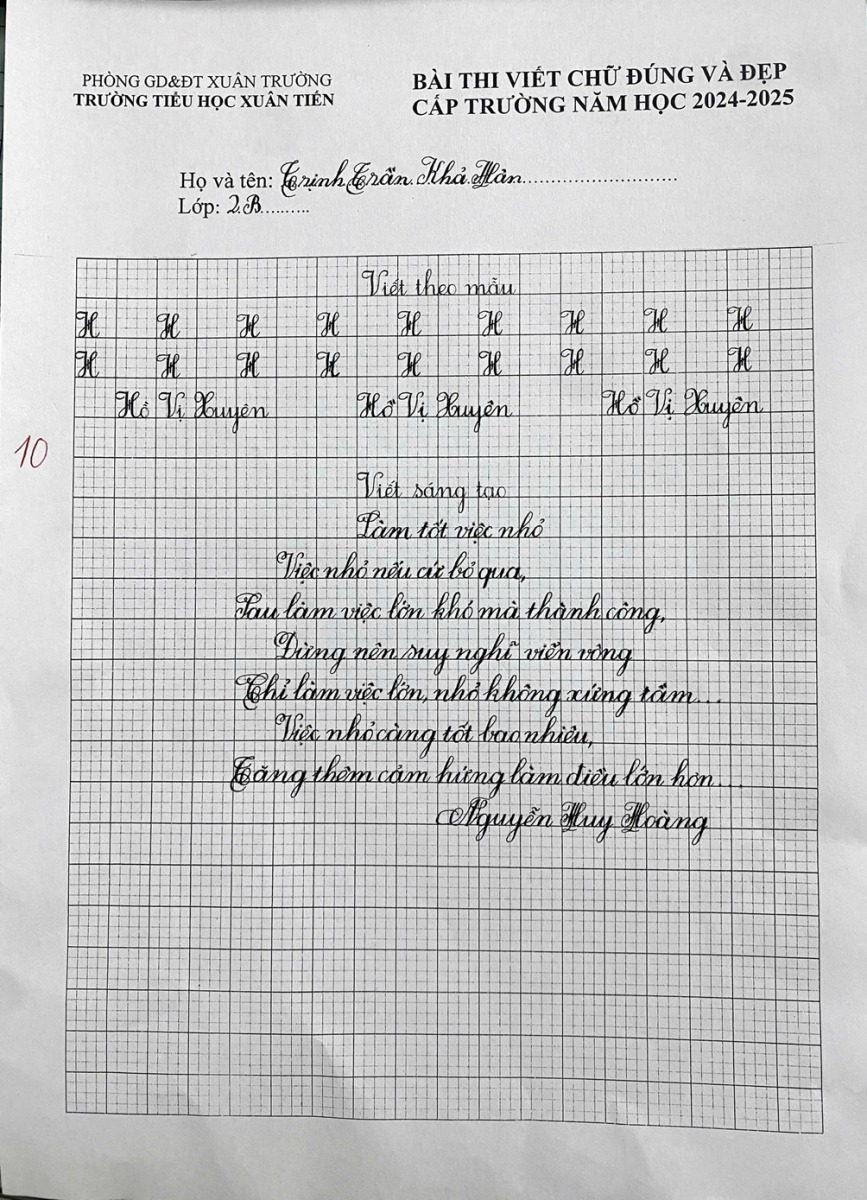 PHÒNG GD&ĐT XUÂN TRƯỜNG
TRƯỜNG TIỂU HỌC XUÂN TIẾN
BÀI THI VIẾT CHỮ ĐÚNG VÀ ĐẸP
CẤP TRƯỜNG NĂM HỌC 2024-2025
Họ và tên: Trịnh Trần Khả Hân
Lớp: 2B
Viết theo mẫu
H H H H H H H H H
H H H H H H H H H
Hồ Vị Xuyên Hồ Vị Xuyên Hồ Vị Xuyên
10
Viết sáng tạo
Làm tốt việc nhỏ
Việc nhỏ nếu cứ bỏ qua,
Sau làm việc lớn khó mà thành công,
Đừng nên suy nghĩ viển vông
Chỉ làm việc lớn, nhỏ không xứng tầm...
Việc nhỏ càng tốt bao nhiêu,
Tăng thêm cảm hứng làm điều lớn hơn...
Nguyễn Huy Hoàng